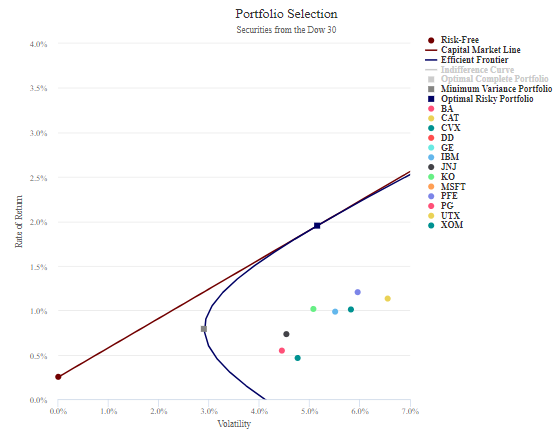 Portfolio Selection
Securities from the Dow 30
Rate of Return
4.0%
3.5%
3.0%
2.5%
2.0%
1.5%
1.0%
0.5%
0.0%
0.0%
1.0%
2.0%
3.0%
4.0%
5.0%
6.0%
7.0%
Volatility
Risk-Free
Capital Market Line
Efficient Frontier
Indifference Curve
Optimal Complete Portfolio
Minimum Variance Portfolio
Optimal Risky Portfolio
BA
CAT
CVX
DD
GE
IBM
JNJ
KO
MSFT
PFE
PG
UTX
XOM